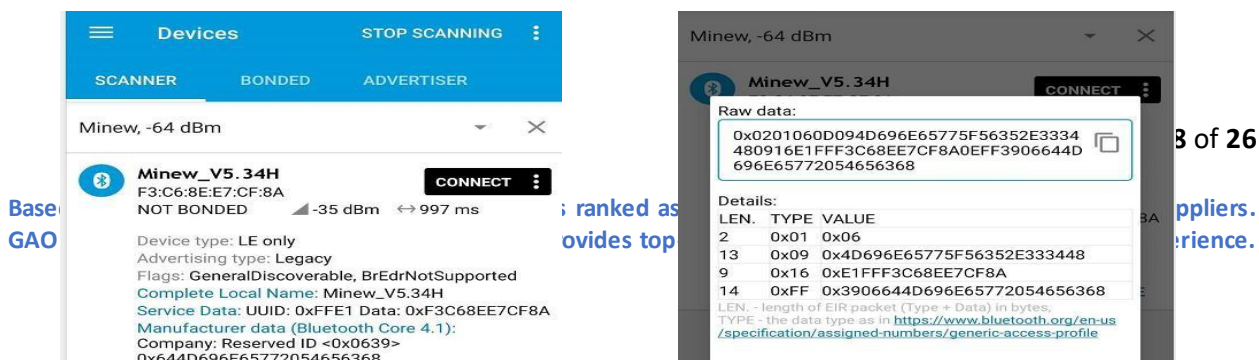 Devices STOP SCANNING
SCANNER BONDED ADVERTISER
Minew, -64 dBm
Minew_V5.34H
F3:C6:8E:E7:CF:8A
CONNECT
NOT BONDED -35 dBm 997 ms
Device type: LE only
Advertising type: Legacy
Flags: GeneralDiscoverable, BrEdrNotSupported
Complete Local Name: Minew_V5.34H
Service Data: UUID: 0xFFE1 Data: 0xF3C68EE7CF8A
Manufacturer data (Bluetooth Core 4.1):
Company: Reserved ID <0x0639>
0x644D696E65772054656368
Minew, -64 dBm
Minew_V5.34H
CONNECT
Raw data:
0x0201060D094D696E65775F56352E3334
480916E1FFF3C68EE7CF8A0EFF3906644D
696E65772054656368
Details:
LEN. TYPE VALUE
2 0x01 0x06
13 0x09 0x4D696E65775F56352E333448
9 0x16 0xE1FFF3C68EE7CF8A
14 0xFF 0x3906644D696E65772054656368
LEN. - length of EIR packet (Type + Data) in bytes,
TYPE - the data type as in https://www.bluetooth.org/en-us
/specification/assigned-numbers/generic-access-profile
8 of 26
ranked as
GAO